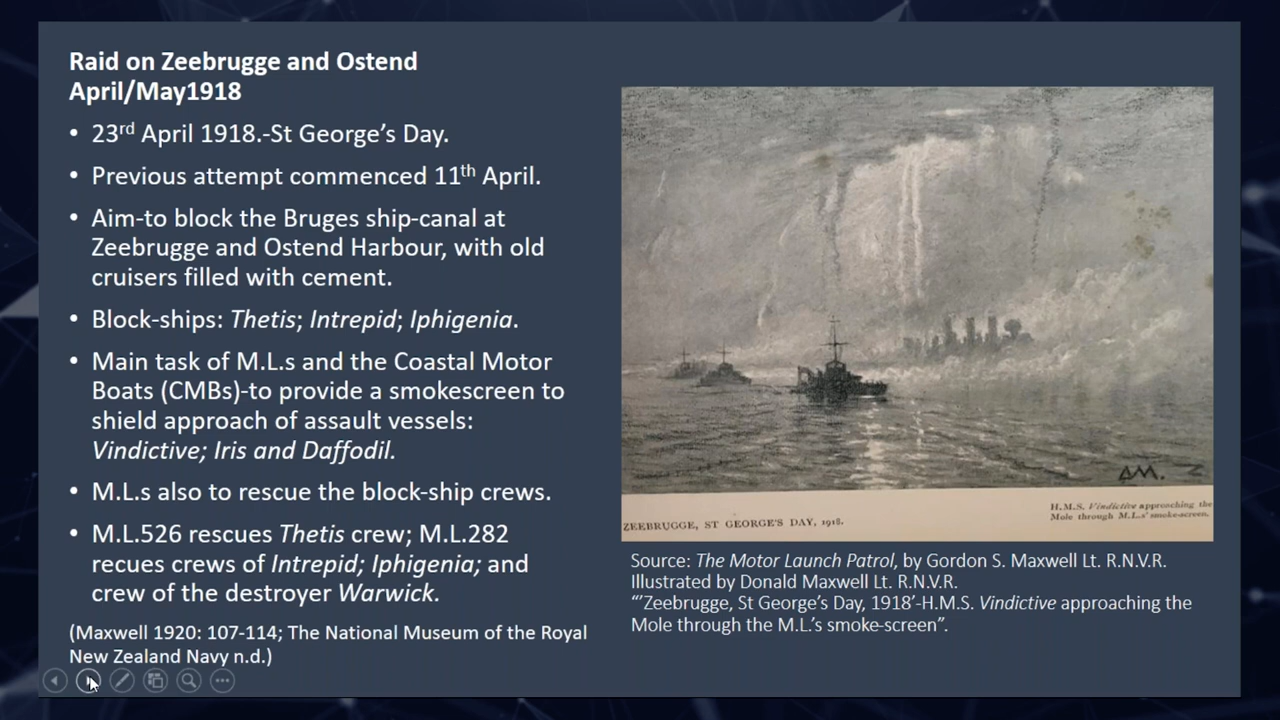 Raid on Zeebrugge and Ostend
April/May1918
• 23rd April 1918.-St George's Day.
• Previous attempt commenced 11th April.
• Aim-to block the Bruges ship-canal at
Zeebrugge and Ostend Harbour, with old
cruisers filled with cement.
• Block-ships: Thetis; Intrepid; Iphigenia.
• Main task of M.L.s and the Coastal Motor
Boats (CMBs)-to provide a smokescreen to
shield approach of assault vessels:
Vindictive; Iris and Daffodil.
• M.L.s also to rescue the block-ship crews.
• M.L.526 rescues Thetis crew; M.L.282
recues crews of Intrepid; Iphigenia; and
crew of the destroyer Warwick.
(Maxwell 1920: 107-114; The National Museum of the Royal
New Zealand Navy n.d.)
DM.
ZEEBRUGGE, ST GEORGE'S DAY, 1918.
H.M.S. Vindictive approaching the
Mole through M.L.s' smoke-screen.
Source: The Motor Launch Patrol, by Gordon S. Maxwell Lt. R.N.V.R.
Illustrated by Donald Maxwell Lt. R.N.V.R.
"'Zeebrugge, St George's Day, 1918'-H.M.S. Vindictive approaching the
Mole through the M.L.'s smoke-screen".